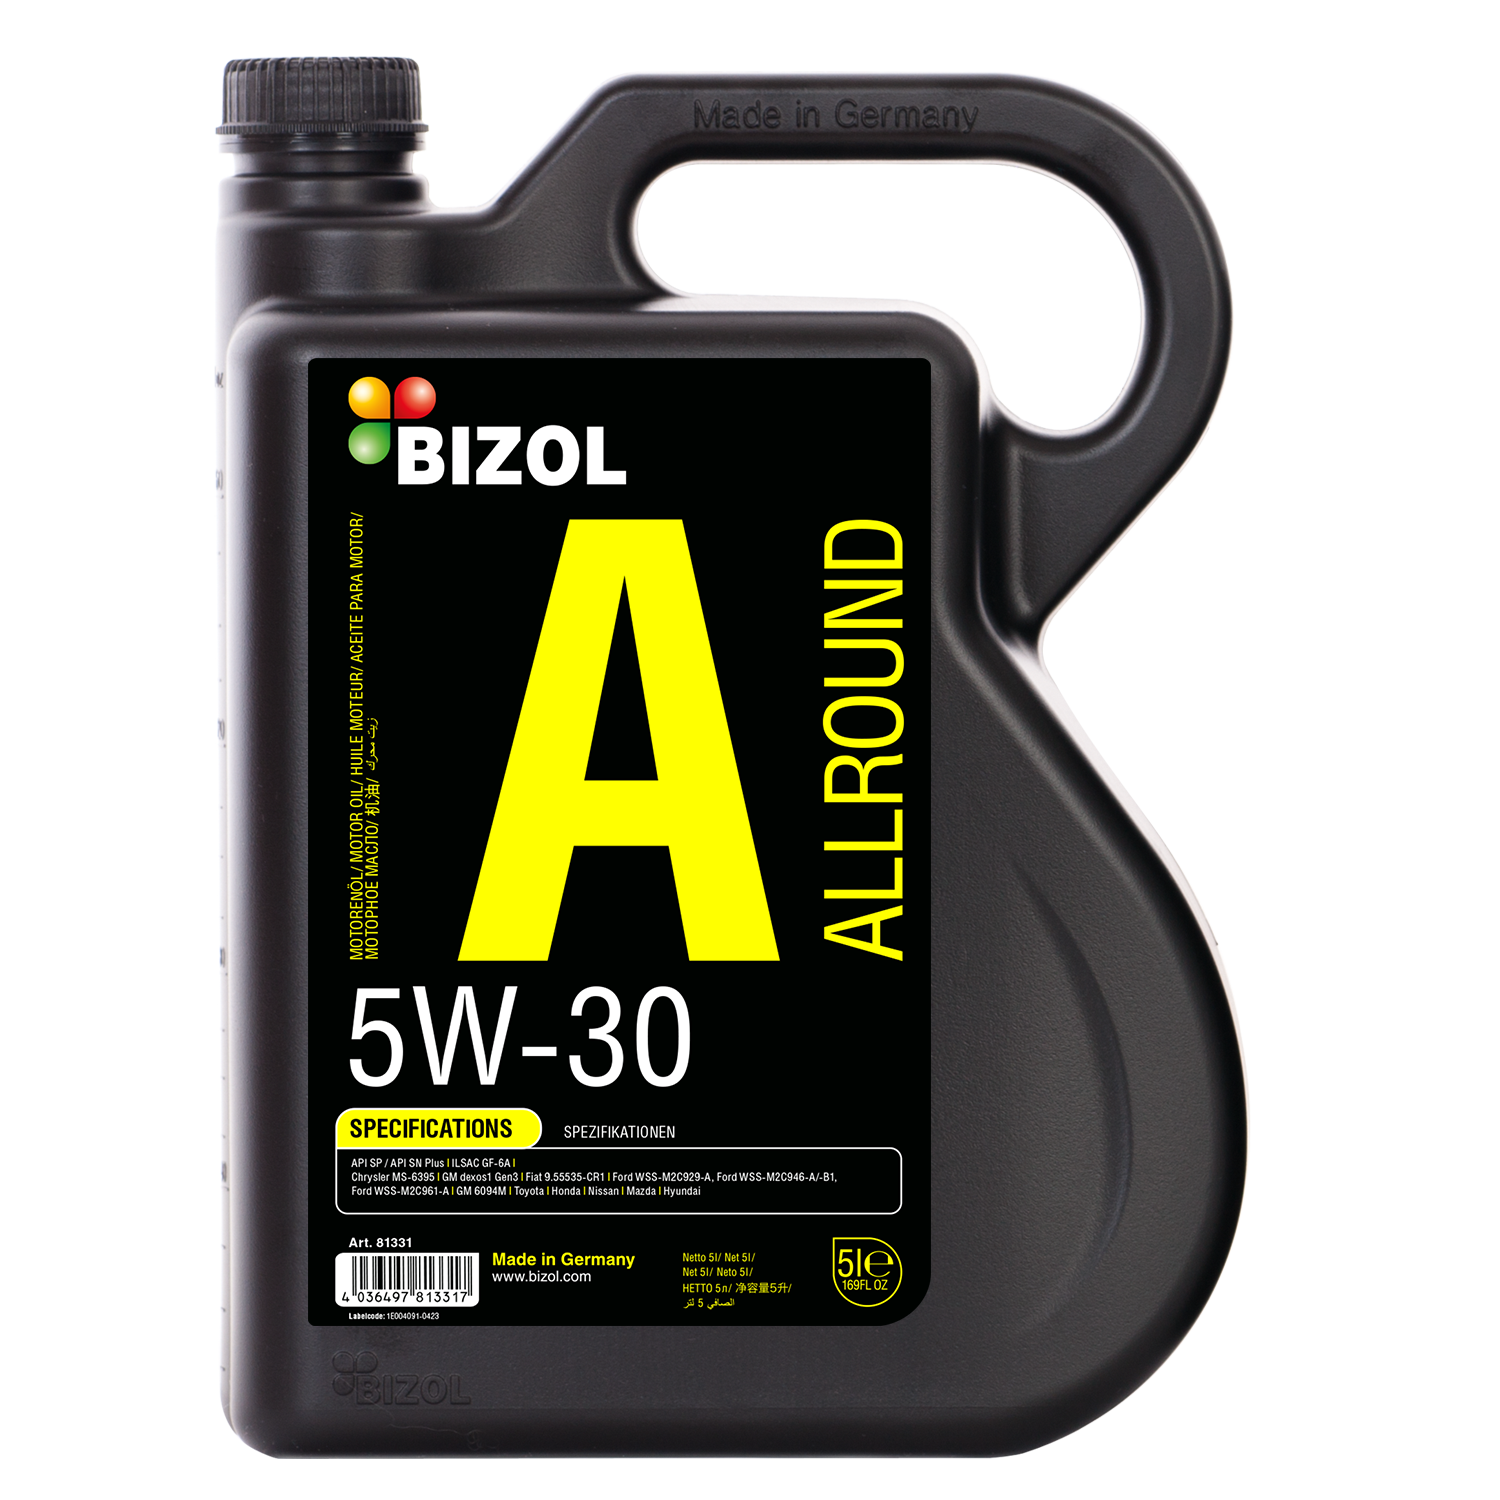 Made in Germany
BIZOL
MOTORENÖL/ MOTOR OIL/ HUILE MOTEUR/ ACEITE PARA MOTOR/
МОТОРНОЕ МАСЛО/ 机油/ زيت محرك
A
ALLROUND
5W-30
SPECIFICATIONS
SPEZIFIKATIONEN
API SP / API SN Plus | ILSAC GF-6A |
Chrysler MS-6395 | GM dexos1 Gen3 | Fiat 9.55535-CR1 | Ford WSS-M2C929-A, Ford WSS-M2C946-A/-B1,
Ford WSS-M2C961-A | GM 6094M | Toyota | Honda | Nissan | Mazda | Hyundai
Art. 81331
4 036497 813317
Labelcode: 1E004091-0423
Made in Germany
www.bizol.com
Netto 5l/ Net 5l/
Net 5l/ Neto 5l/
НЕТТО 5л/ 净容量5升/
الصافي 5 لتر
5l e
169FL OZ
BIZOL